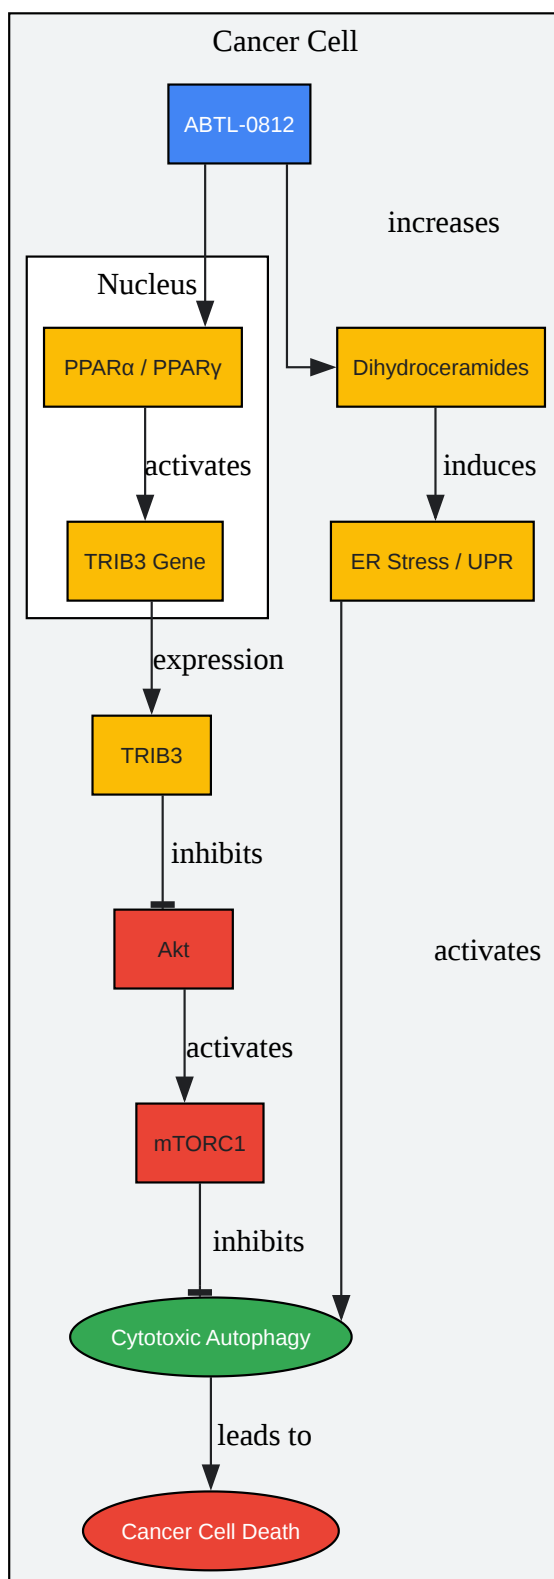 Cancer Cell
ABTL-0812
increases
Nucleus
PPARα / PPARγ
Dihydroceramides
activates
induces
TRIB3 Gene
ER Stress / UPR
expression
TRIB3
inhibits
Akt
activates
activates
mTORC1
inhibits
Cytotoxic Autophagy
leads to
Cancer Cell Death